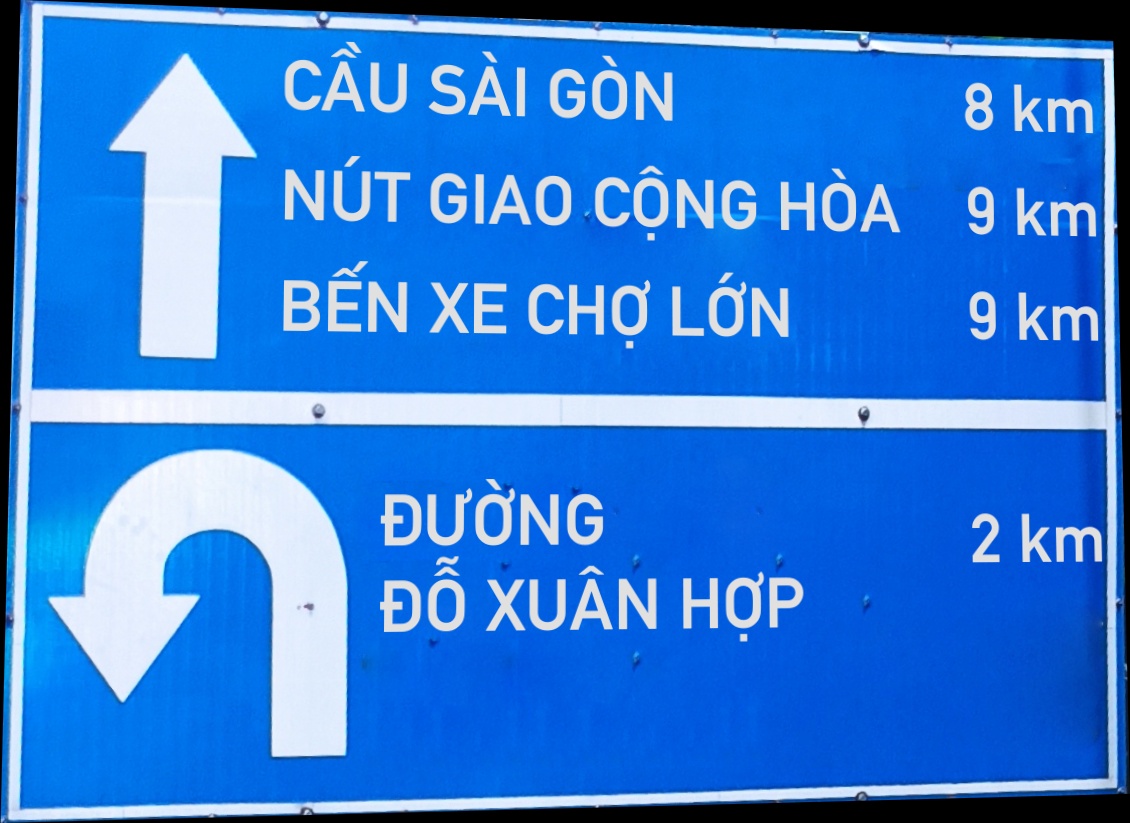 CẦU SÀI GÒN 8 km
NÚT GIAO CỘNG HÒA 9 km
BẾN XE CHỢ LỚN 9 km
ĐƯỜNG 2 km
ĐỖ XUÂN HỢP